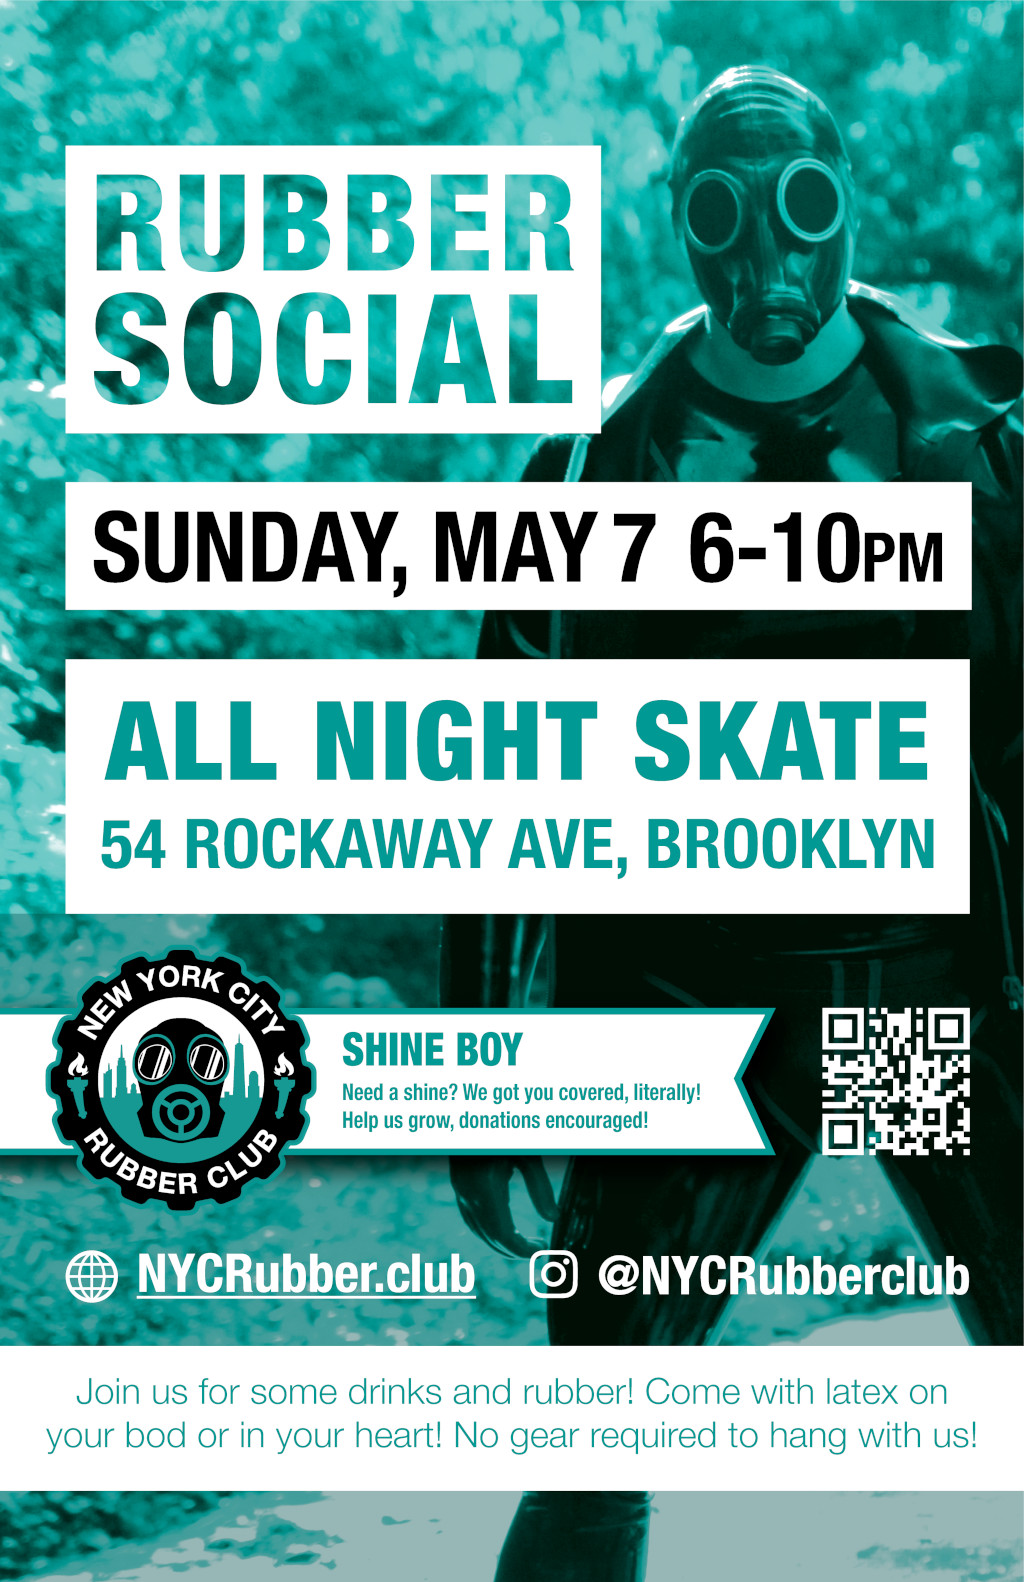 RUBBER
SOCIAL
SUNDAY, MAY 7 6-10PM
ALL NIGHT SKATE
54 ROCKAWAY AVE, BROOKLYN
NEW YORK CITY
RUBBER CLUB
SHINE BOY
Need a shine? We got you covered, literally!
Help us grow, donations encouraged!
NYCRubber.club
@NYCRubberclub
Join us for some drinks and rubber! Come with latex on
your bod or in your heart! No gear required to hang with us!